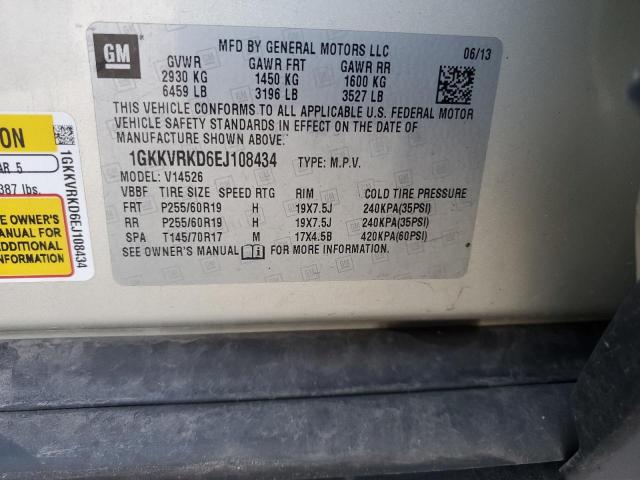 GM
MFD BY GENERAL MOTORS LLC
06/13
GVWR GAWR FRT GAWR RR
2930 KG 1450 KG 1600 KG
6459 LB 3196 LB 3527 LB
THIS VEHICLE CONFORMS TO ALL APPLICABLE U.S. FEDERAL MOTOR
VEHICLE SAFETY STANDARDS IN EFFECT ON THE DATE OF
MANUFACTURE SHOWN ABOVE.
1GKKVRKD6EJ108434 TYPE: M.P.V.
MODEL: V14526
VBBF TIRE SIZE SPEED RTG RIM COLD TIRE PRESSURE
FRT P255/60R19 H 19X7.5J 240KPA(35PSI)
RR P255/60R19 H 19X7.5J 240KPA(35PSI)
SPA T145/70R17 M 17X4.5B 420KPA(60PSI)
SEE OWNER'S MANUAL FOR MORE INFORMATION.
ION
AR 5
387 lbs.
E OWNER'S
ANUAL FOR
ADDITIONAL
FORMATION
1GKKVRKD6EJ108434